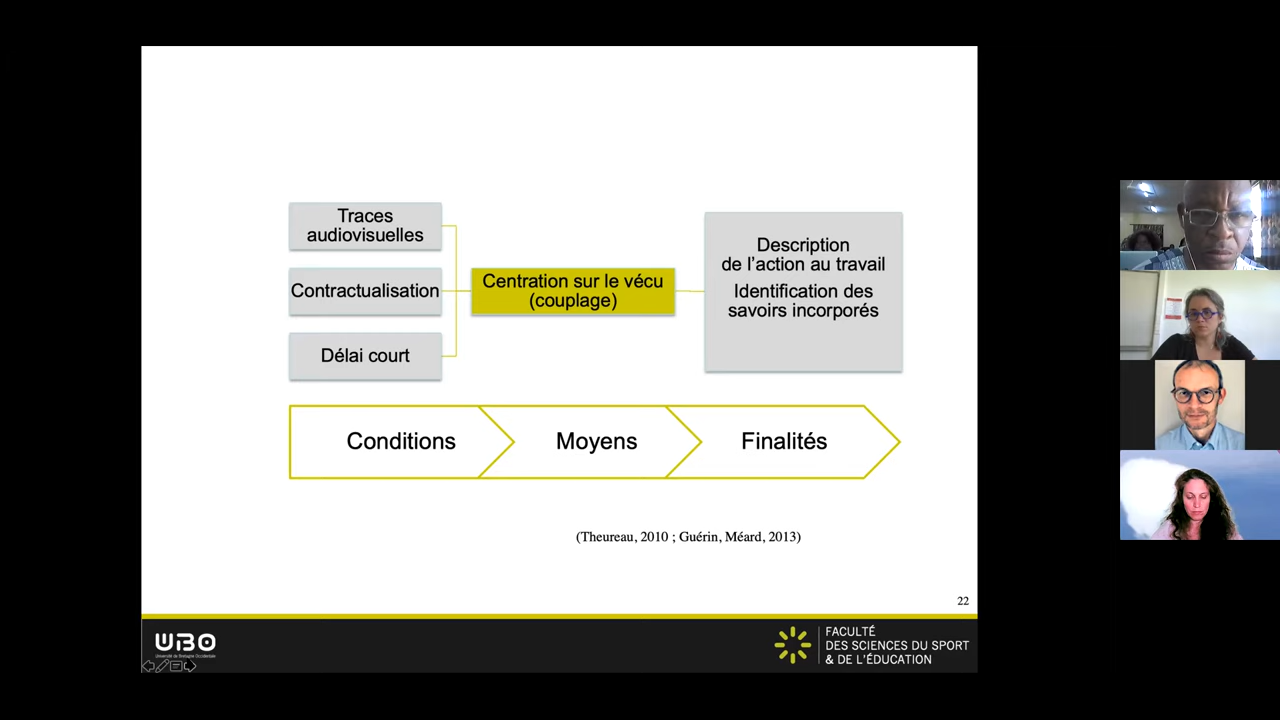 Traces
audiovisuelles
Contractualisation
Délai court
Centration sur le vécu
(couplage)
Description
de l'action au travail
Identification des
savoirs incorporés
Conditions
Moyens
Finalités
(Theureau, 2010 ; Guérin, Méard, 2013)
22
UBO
Université de Bretagne Occidentale
FACULTÉ
DES SCIENCES DU SPORT
& DE L'ÉDUCATION